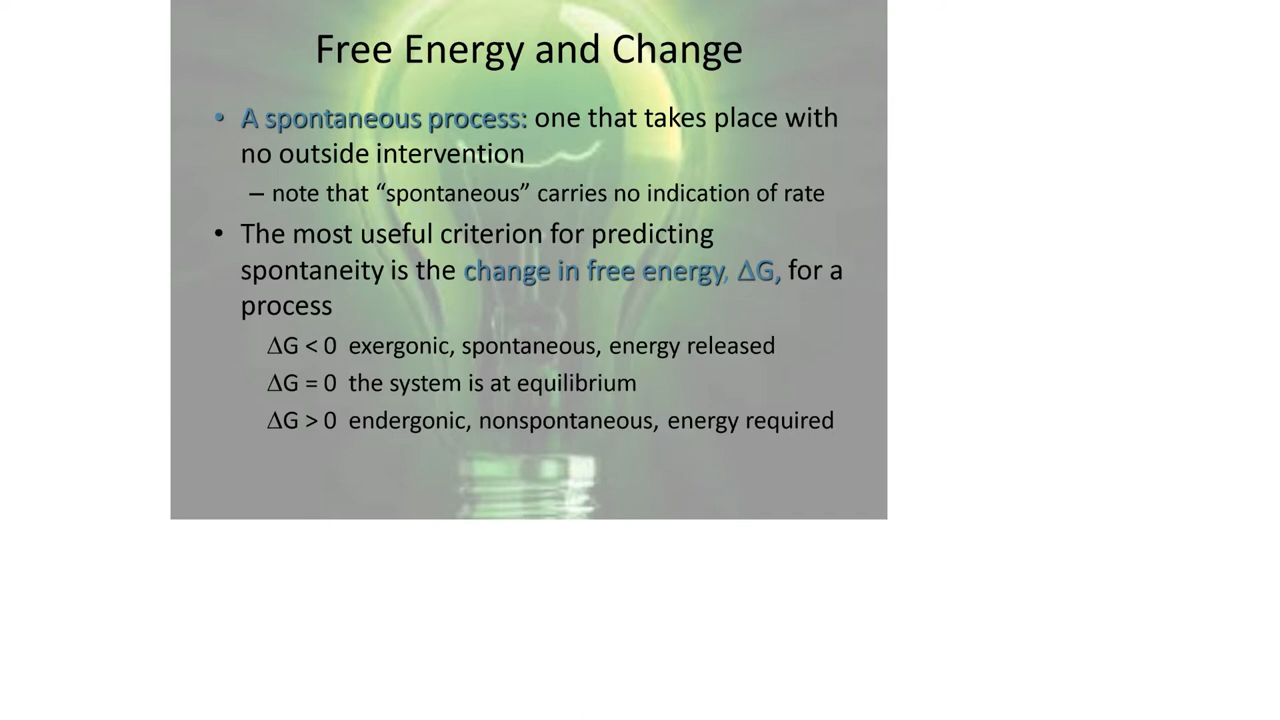 Free Energy and Change
• A spontaneous process: one that takes place with
no outside intervention
– note that “spontaneous” carries no indication of rate
• The most useful criterion for predicting
spontaneity is the change in free energy, ΔG, for a
process
ΔG < 0 exergonic, spontaneous, energy released
ΔG = 0 the system is at equilibrium
ΔG > 0 endergonic, nonspontaneous, energy required